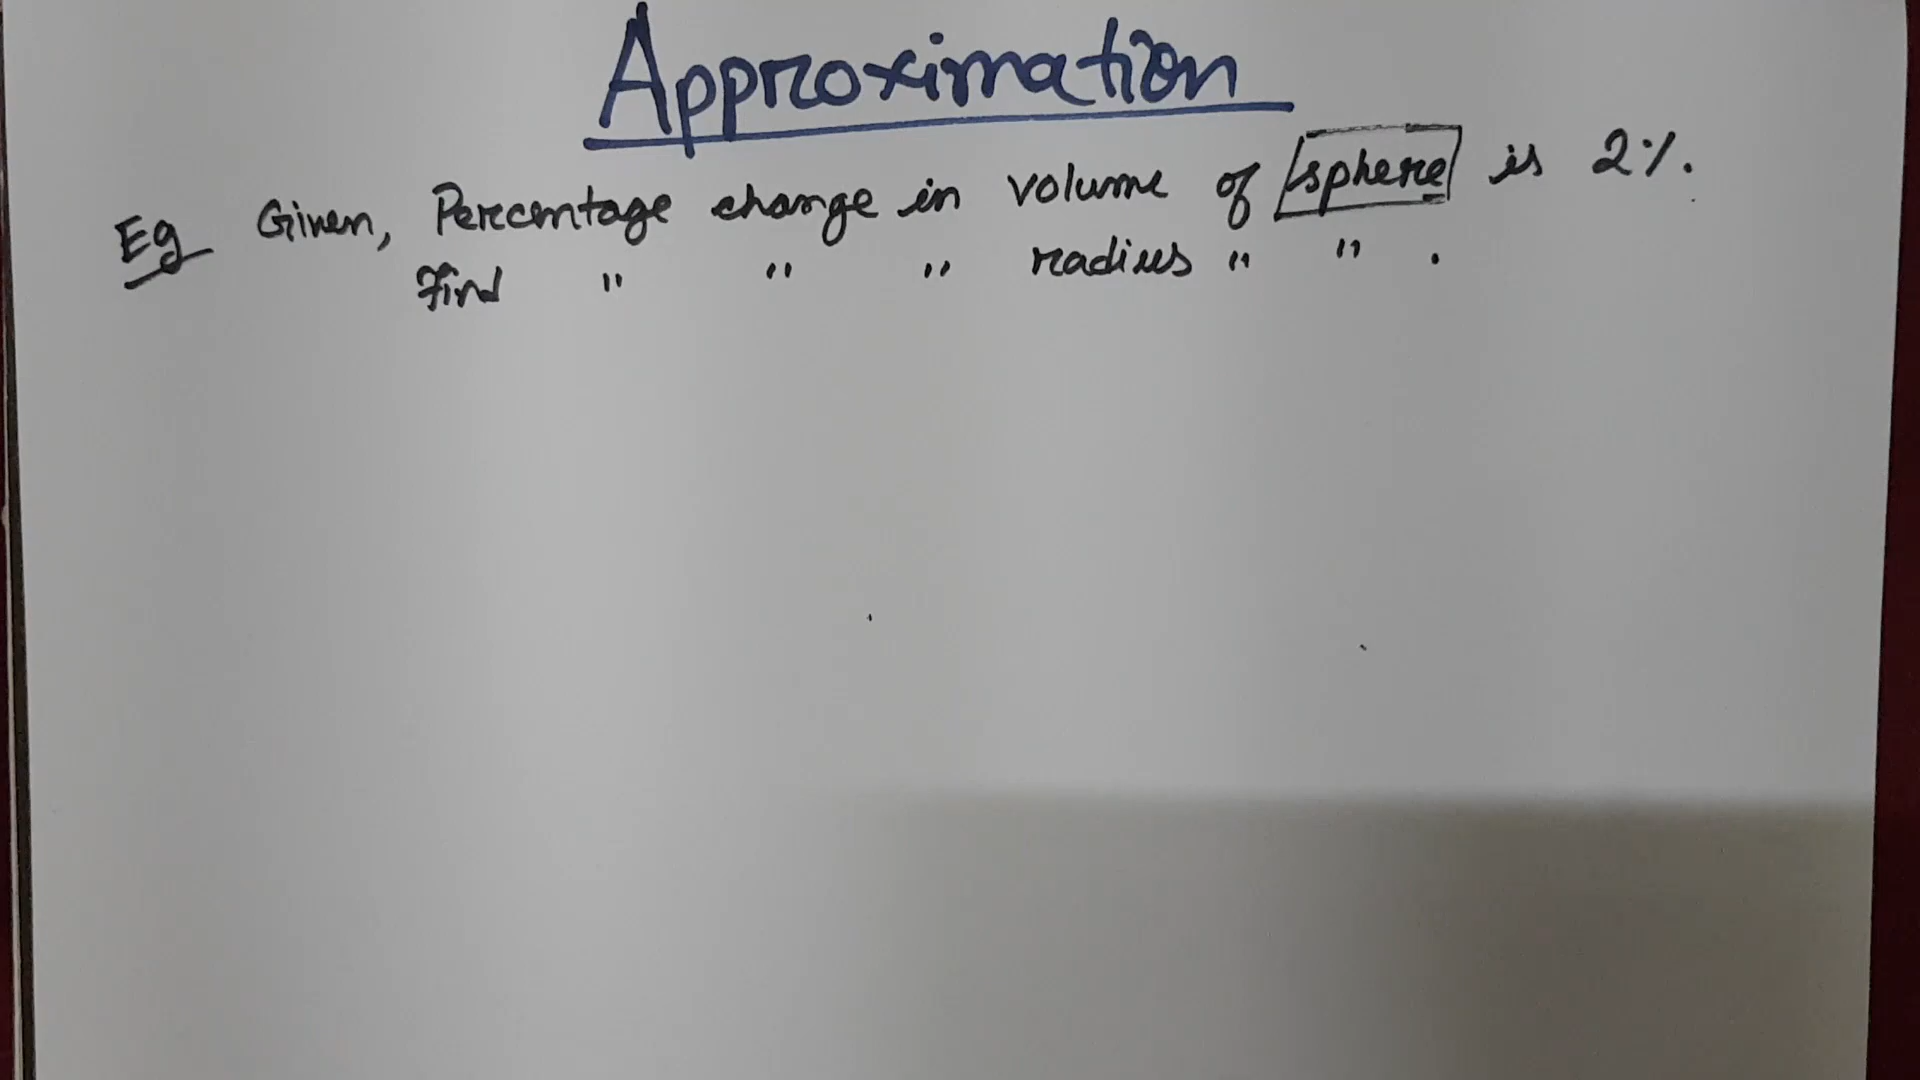 Approximation
Eg Given, Percentage change in volume of sphere is 2%.
Find " " " radius " " .